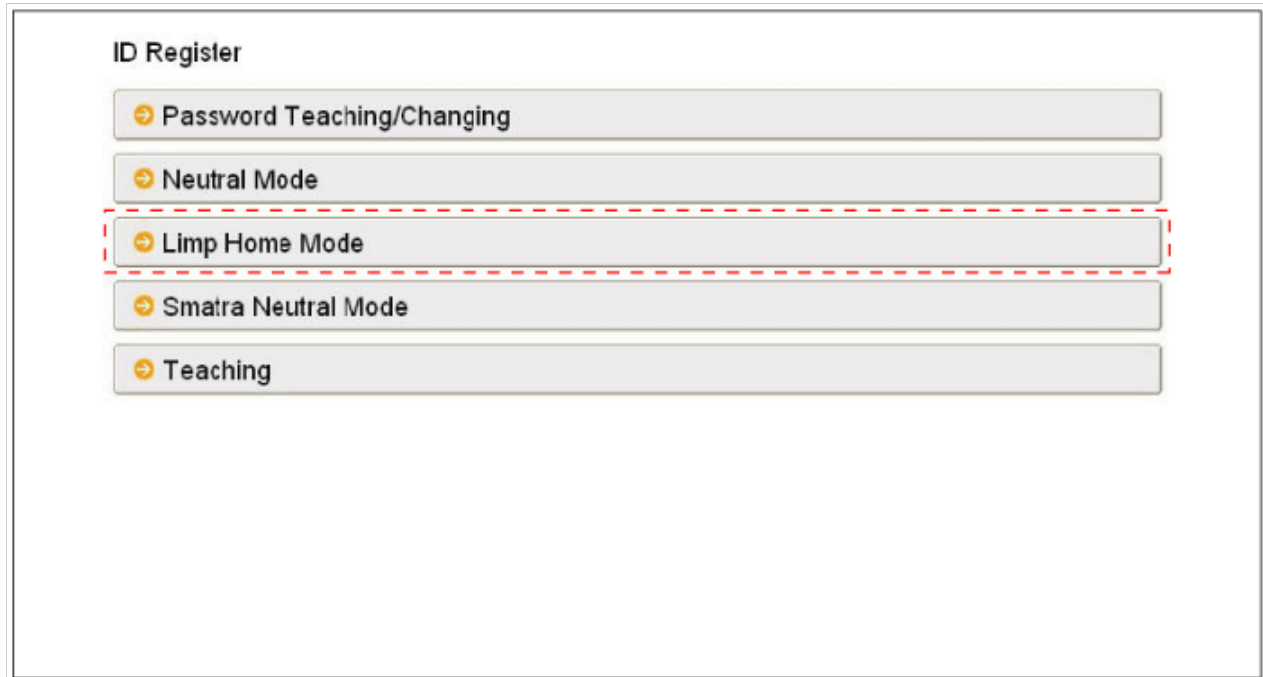 ID Register
Password Teaching/Changing
Neutral Mode
Limp Home Mode
Smatra Neutral Mode
Teaching